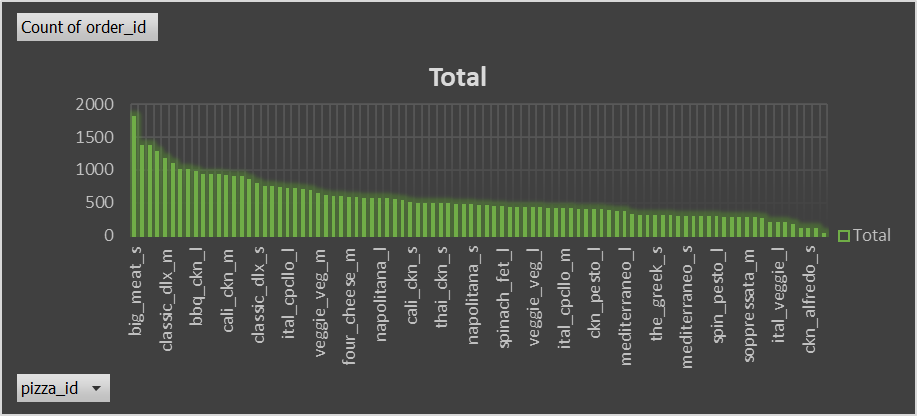 Count of order_id
Total
2000
1500
1000
500
0
Total
big_meat_s
classic_dlx_m
bbq_ckn_l
cali_ckn_m
classic_dlx_s
ital_cpcllo_l
veggie_veg_m
four_cheese_m
napolitana_l
cali_ckn_s
thai_ckn_s
napolitana_s
spinach_fet_l
veggie_veg_l
ital_cpcllo_m
ckn_pesto_l
mediterraneo_l
the_greek_s
mediterraneo_s
spin_pesto_l
soppressata_m
ital_veggie_l
ckn_alfredo_s
pizza_id